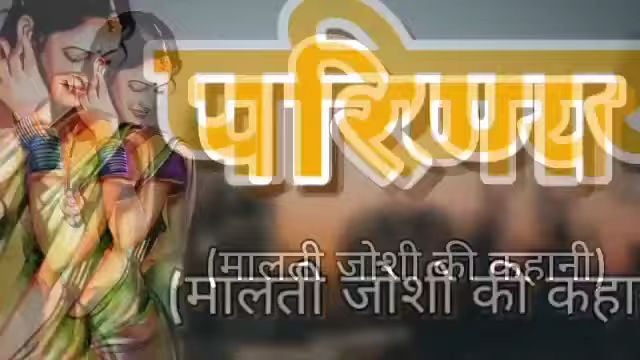 परिणय
(मालती जोशी की कहानी)
(मालती जोशी की कहा